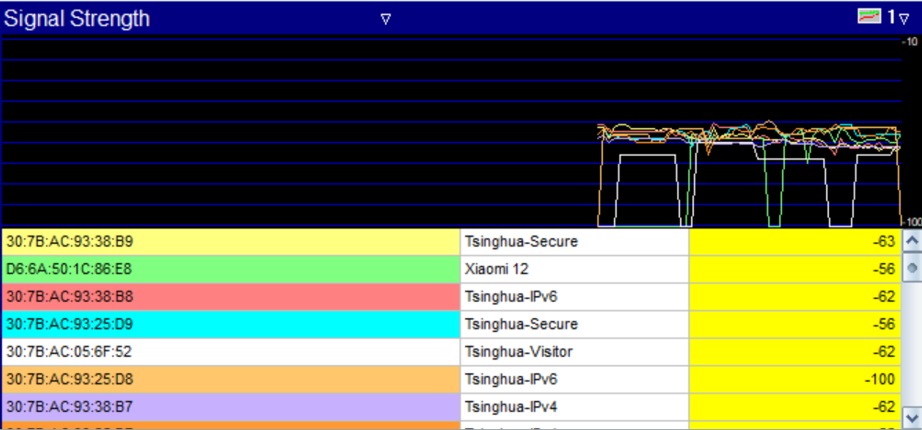 Signal Strength 1
-10
-100
30:7B:AC:93:38:B9 Tsinghua-Secure -63
D6:6A:50:1C:86:E8 Xiaomi 12 -56
30:7B:AC:93:38:B8 Tsinghua-IPv6 -62
30:7B:AC:93:25:D9 Tsinghua-Secure -56
30:7B:AC:05:6F:52 Tsinghua-Visitor -62
30:7B:AC:93:25:D8 Tsinghua-IPv6 -100
30:7B:AC:93:38:B7 Tsinghua-IPv4 -62